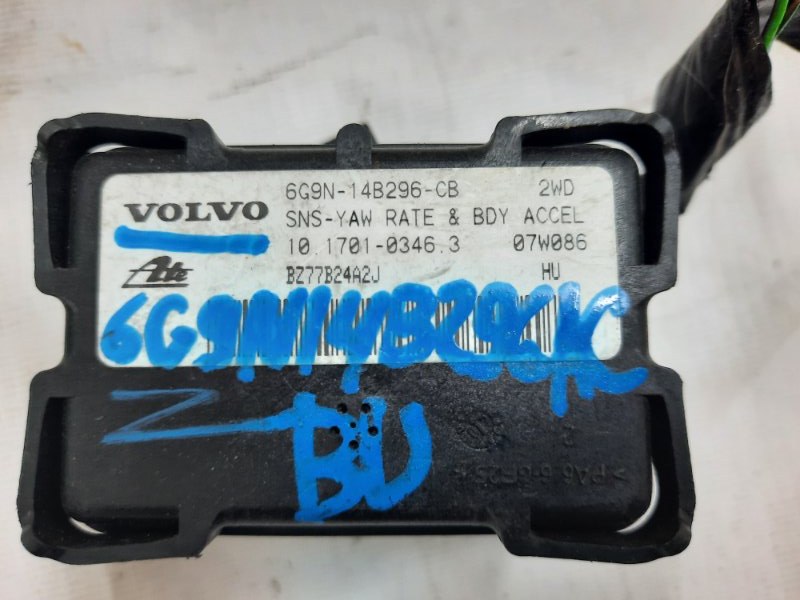 6G9N-14B296-CB 2WD
VOLVO SNS-YAW RATE & BDY ACCEL
10.1701-0346.3 07W086
Ate BZ77B24A2J HU
6G9N14B296
BU